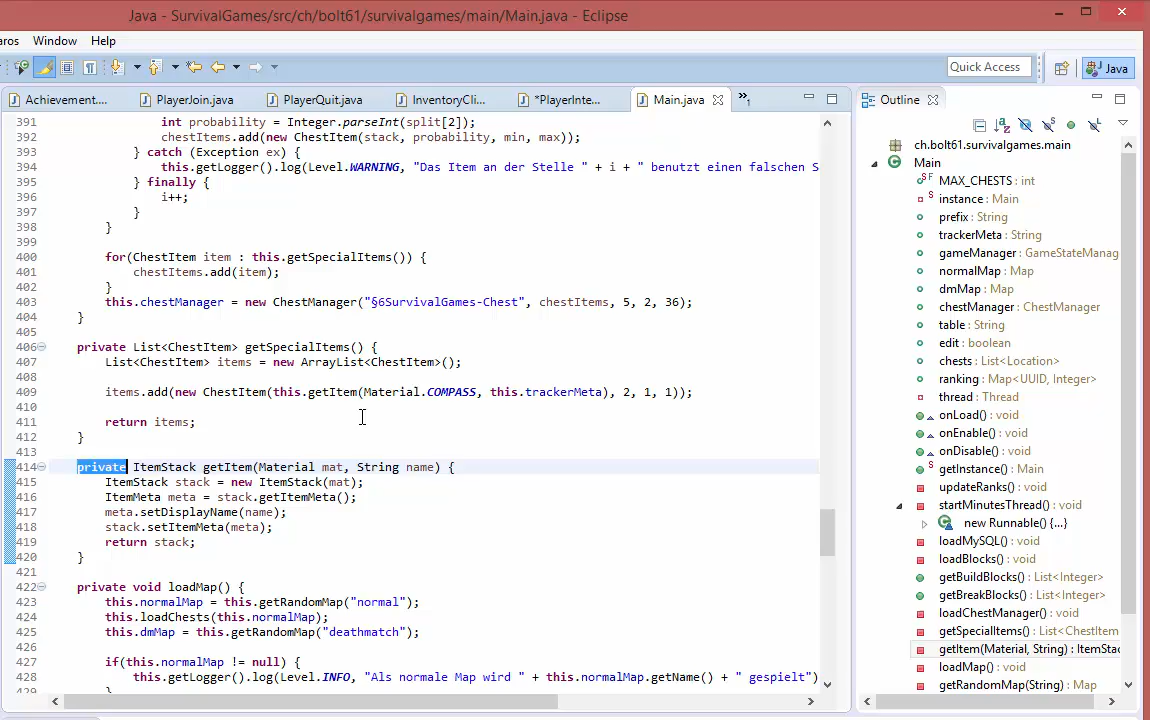 Java - SurvivalGames/src/ch/bolt61/survivalgames/main/Main.java - Eclipse
aros Window Help
Quick Access
Java
Achievement....
PlayerJoin.java
PlayerQuit.java
InventoryCli...
*PlayerInte...
Main.java
»1
Outline
391 int probability = Integer.parseInt(split[2]);
392 chestItems.add(new ChestItem(stack, probability, min, max));
393 } catch (Exception ex) {
394 this.getLogger().log(Level.WARNING, "Das Item an der Stelle " + i + " benutzt einen falschen S
395 } finally {
396 i++;
397 }
398 }
399
400 for(ChestItem item : this.getSpecialItems()) {
401 chestItems.add(item);
402 }
403 this.chestManager = new ChestManager("§6SurvivalGames-Chest", chestItems, 5, 2, 36);
404 }
405
406 private List<ChestItem> getSpecialItems() {
407 List<ChestItem> items = new ArrayList<ChestItem>();
408
409 items.add(new ChestItem(this.getItem(Material.COMPASS, this.trackerMeta), 2, 1, 1));
410
411 return items;
412 }
413
414 private ItemStack getItem(Material mat, String name) {
415 ItemStack stack = new ItemStack(mat);
416 ItemMeta meta = stack.getItemMeta();
417 meta.setDisplayName(name);
418 stack.setItemMeta(meta);
419 return stack;
420 }
421
422 private void loadMap() {
423 this.normalMap = this.getRandomMap("normal");
424 this.loadChests(this.normalMap);
425 this.dmMap = this.getRandomMap("deathmatch");
426
427 if(this.normalMap != null) {
428 this.getLogger().log(Level.INFO, "Als normale Map wird " + this.normalMap.getName() + " gespielt")
429 }
ch.bolt61.survivalgames.main
Main
MAX_CHESTS : int
instance : Main
prefix : String
trackerMeta : String
gameManager : GameStateManag
normalMap : Map
dmMap : Map
chestManager : ChestManager
table : String
edit : boolean
chests : List<Location>
ranking : Map<UUID, Integer>
thread : Thread
onLoad() : void
onEnable() : void
onDisable() : void
getInstance() : Main
updateRanks() : void
startMinutesThread() : void
new Runnable() {...}
loadMySQL() : void
loadBlocks() : void
getBuildBlocks() : List<Integer>
getBreakBlocks() : List<Integer>
loadChestManager() : void
getSpecialItems() : List<ChestItem
getItem(Material, String) : ItemStac
loadMap() : void
getRandomMap(String) : Map